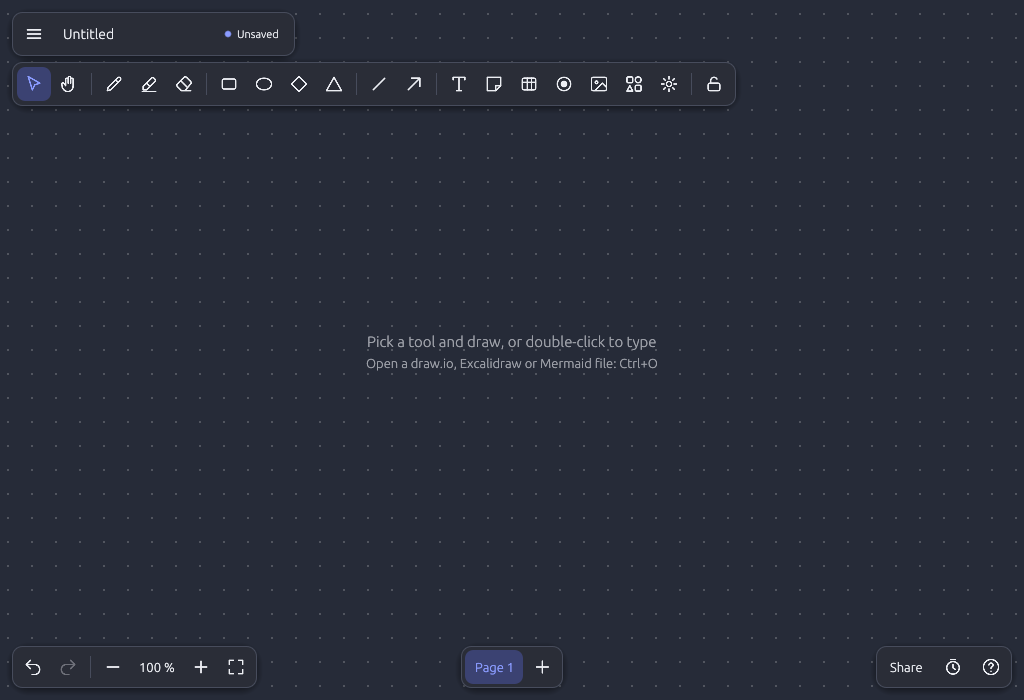 Untitled
Unsaved
Pick a tool and draw, or double-click to type
Open a draw.io, Excalidraw or Mermaid file: Ctrl+O
100 %
Page 1
Share